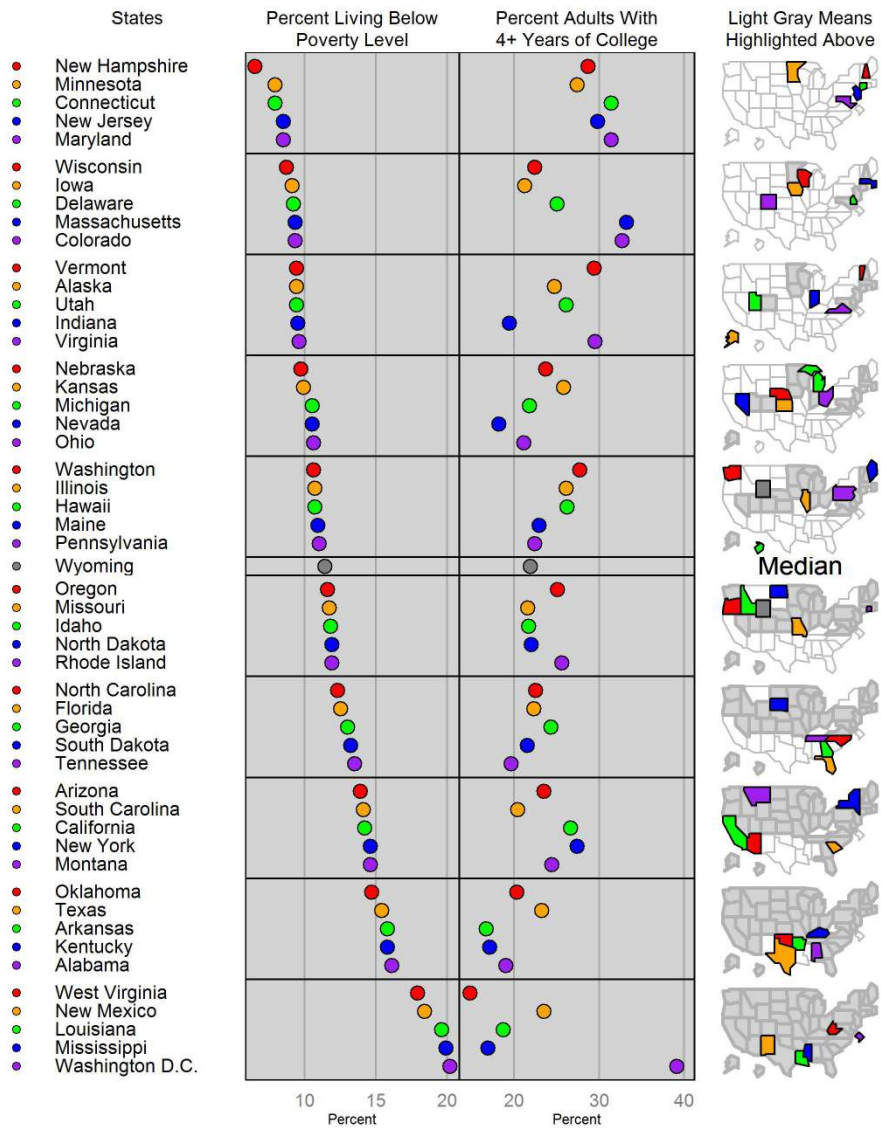 States
Percent Living Below
Poverty Level
Percent Adults With
4+ Years of College
Light Gray Means
Highlighted Above
New Hampshire
Minnesota
Connecticut
New Jersey
Maryland
Wisconsin
Iowa
Delaware
Massachusetts
Colorado
Vermont
Alaska
Utah
Indiana
Virginia
Nebraska
Kansas
Michigan
Nevada
Ohio
Washington
Illinois
Hawaii
Maine
Pennsylvania
Wyoming
Median
Oregon
Missouri
Idaho
North Dakota
Rhode Island
North Carolina
Florida
Georgia
South Dakota
Tennessee
Arizona
South Carolina
California
New York
Montana
Oklahoma
Texas
Arkansas
Kentucky
Alabama
West Virginia
New Mexico
Louisiana
Mississippi
Washington D.C.
10 15 20
Percent
20 30 40
Percent